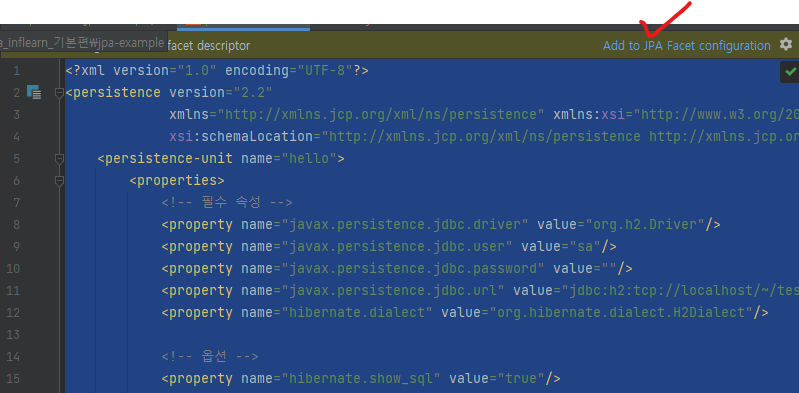 a_inflearn_기본편₩jpa-example
facet descriptor
Add to JPA Facet configuration
1 <?xml version="1.0" encoding="UTF-8"?>
2 <persistence version="2.2"
3 xmlns="http://xmlns.jcp.org/xml/ns/persistence" xmlns:xsi="http://www.w3.org/20
4 xsi:schemaLocation="http://xmlns.jcp.org/xml/ns/persistence http://xmlns.jcp.or
5 <persistence-unit name="hello">
6 <properties>
7 <!-- 필수 속성 -->
8 <property name="javax.persistence.jdbc.driver" value="org.h2.Driver"/>
9 <property name="javax.persistence.jdbc.user" value="sa"/>
10 <property name="javax.persistence.jdbc.password" value=""/>
11 <property name="javax.persistence.jdbc.url" value="jdbc:h2:tcp://localhost/~/tes
12 <property name="hibernate.dialect" value="org.hibernate.dialect.H2Dialect"/>
13
14 <!-- 옵션 -->
15 <property name="hibernate.show_sql" value="true"/>